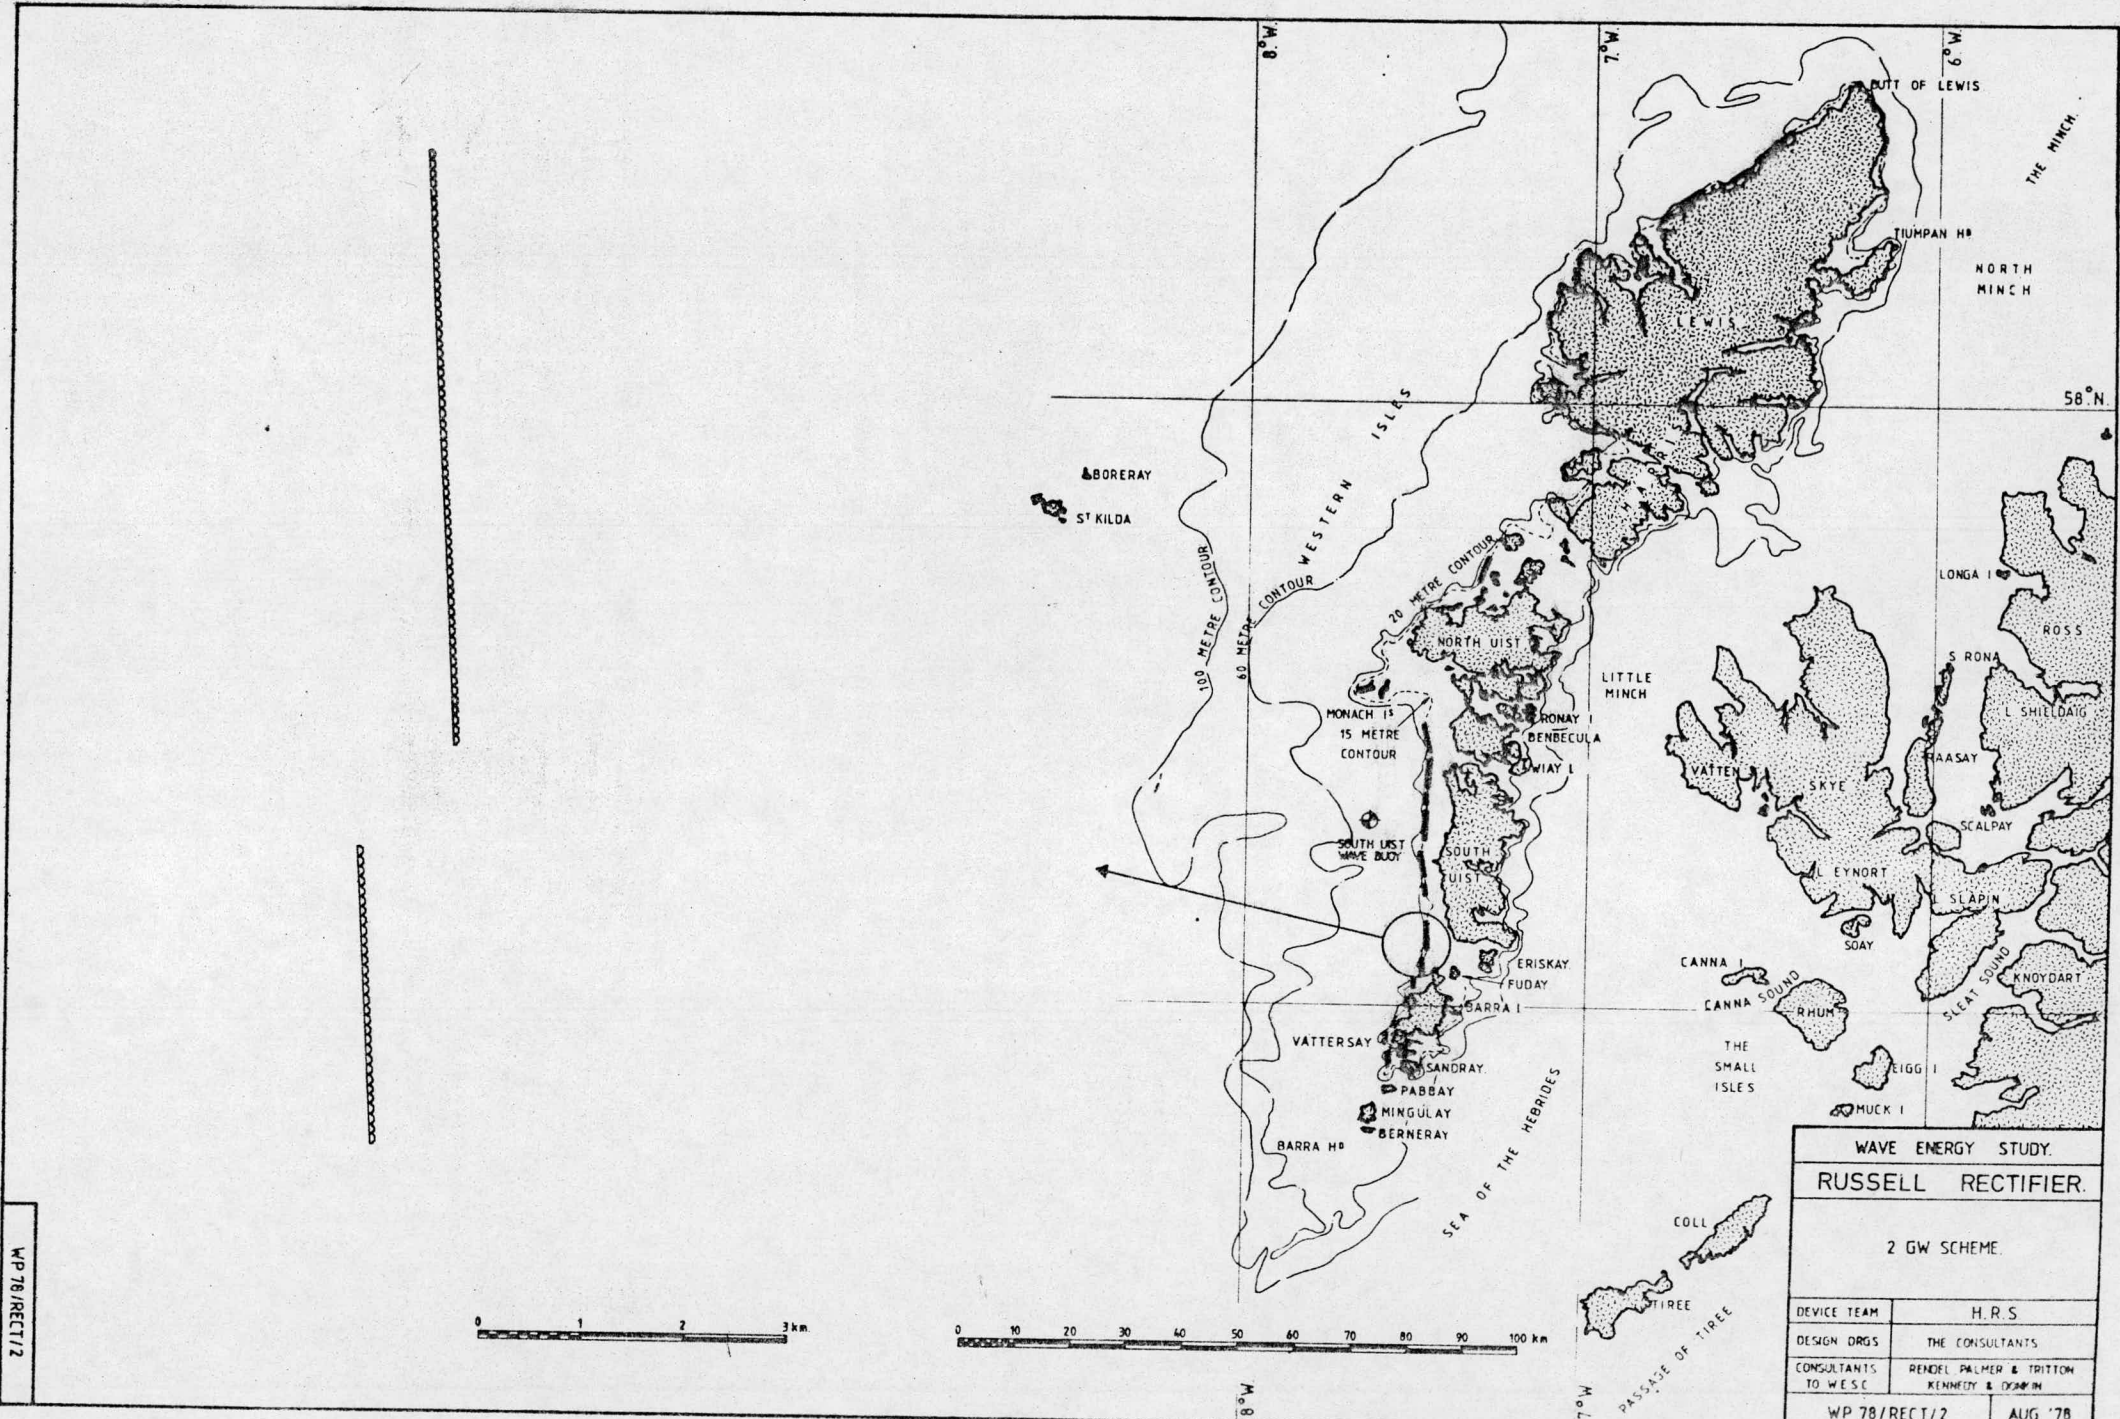 8°W.
7°W.
6°W.
BUTT OF LEWIS
THE MINCH.
TIUMPAN HD
NORTH
MINCH
LEWIS
58°N.
WESTERN ISLES
HARRIS
BORERAY
ST KILDA
100 METRE CONTOUR
60 METRE CONTOUR
20 METRE CONTOUR
LONGA I
ROSS
NORTH UIST
LITTLE
MINCH
S RONA
MONACH IS
15 METRE
CONTOUR
RONAY I
BENBECULA
WIAY I
L SHIELDAIG
RAASAY
VATTEN
SKYE
SCALPAY
SOUTH UIST
WAVE BUOY
SOUTH
UIST
L EYNORT
L SLAPIN
SOAY
ERISKAY.
FUDAY
BARRA I
CANNA I
CANNA SOUND
RHUM
SLEAT SOUND
KNOYDART
VATTERSAY
SANDRAY.
PABBAY
MINGULAY
BERNERAY
BARRA HD
THE
SMALL
ISLES
EIGG I
MUCK I
SEA OF THE HEBRIDES
COLL
TIREE
PASSAGE OF TIREE
0 1 2 3 km.
0 10 20 30 40 50 60 70 80 90 100 km
8°W
7°W
WP 78/RECT/2
WAVE ENERGY STUDY.
RUSSELL RECTIFIER.
2 GW SCHEME.
DEVICE TEAM H.R.S
DESIGN DRGS THE CONSULTANTS
CONSULTANTS TO WESC RENDEL PALMER & TRITTON
KENNEDY & DONKIN
WP 78/RECT/2 AUG '78